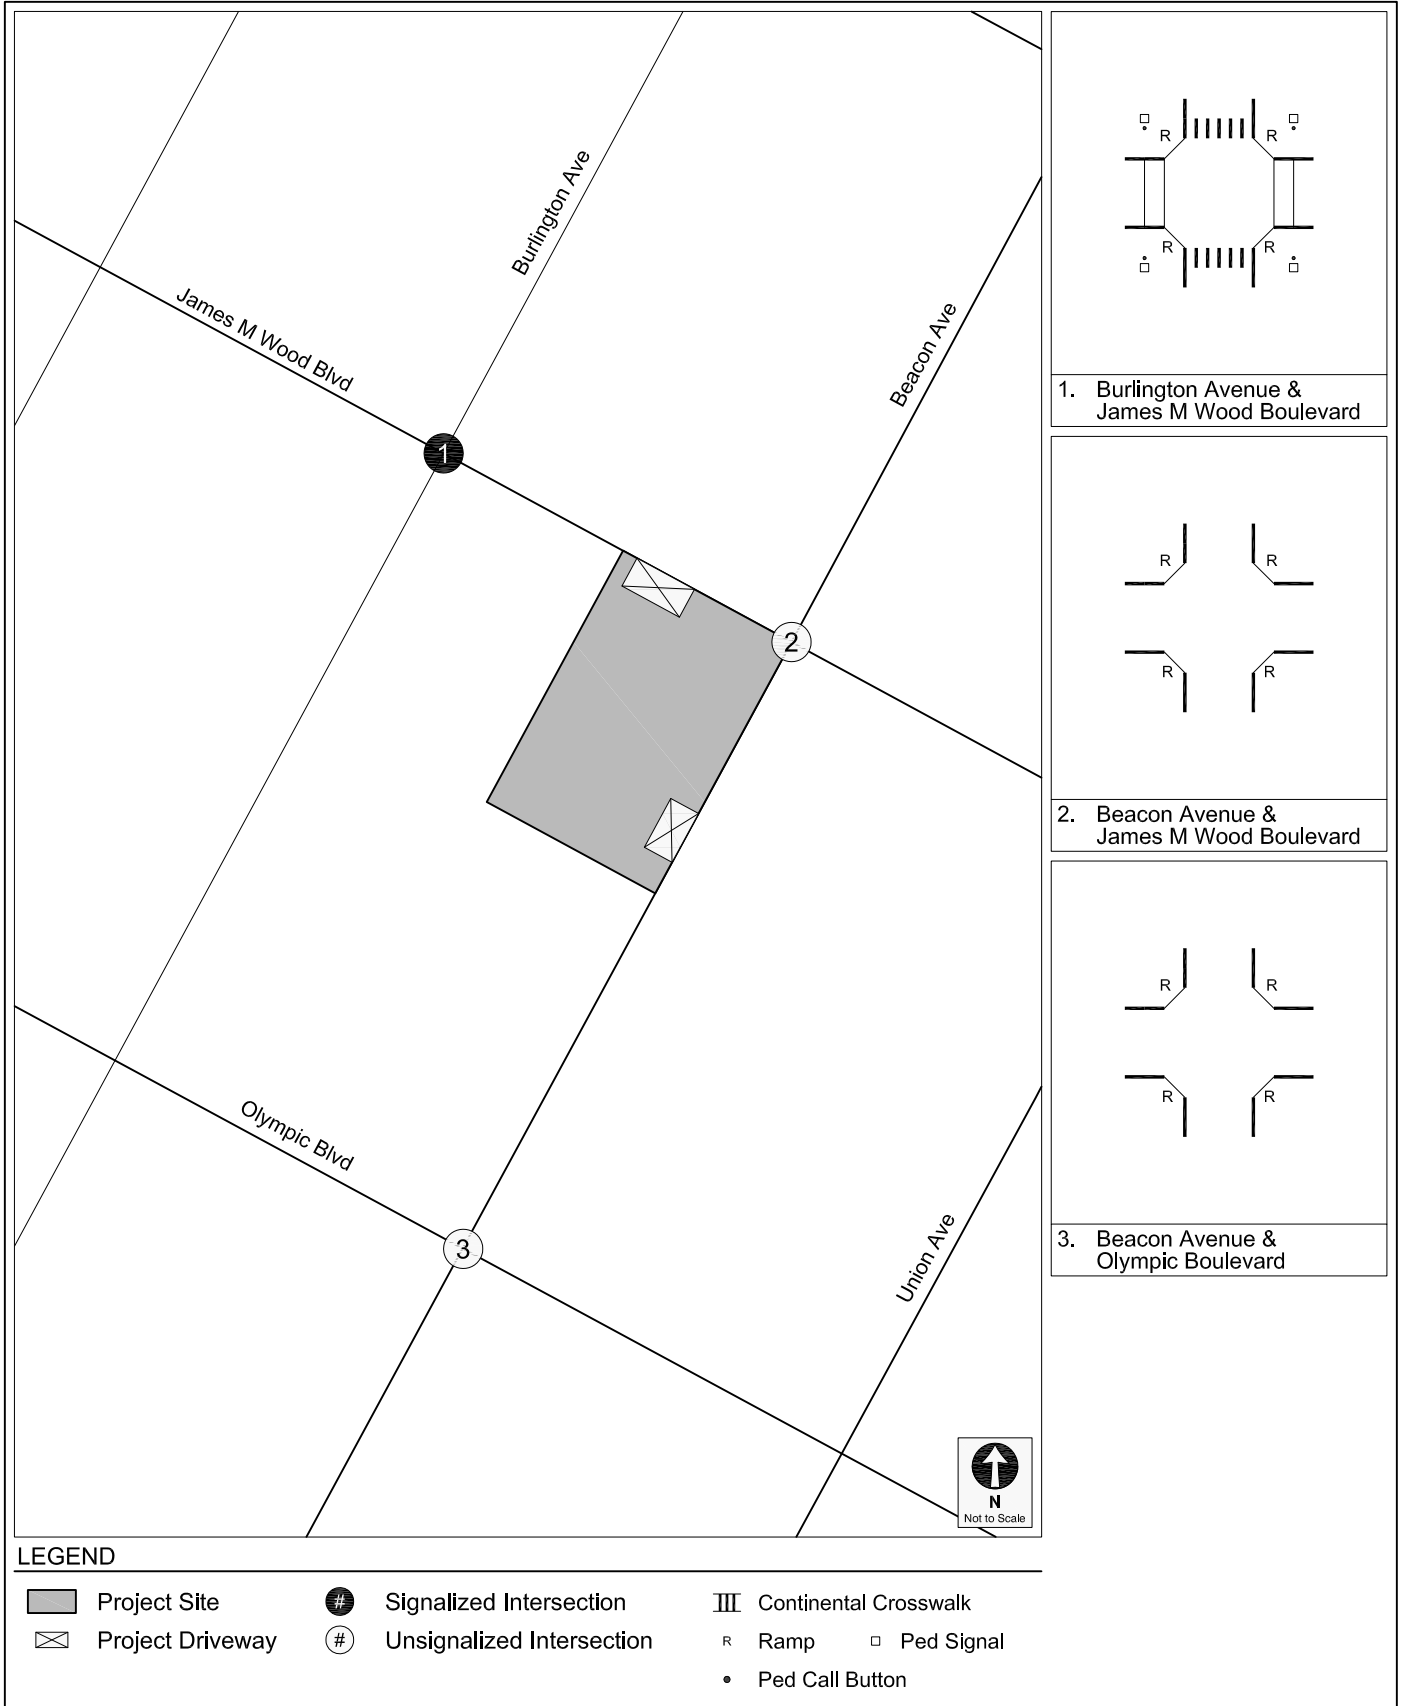 Burlington Ave
James M Wood Blvd
Beacon Ave
1
2
Olympic Blvd
3
Union Ave
N
Not to Scale
R R
R R
1. Burlington Avenue &
James M Wood Boulevard
R R
R R
2. Beacon Avenue &
James M Wood Boulevard
R R
R R
3. Beacon Avenue &
Olympic Boulevard
LEGEND
Project Site
# Signalized Intersection
Continental Crosswalk
Project Driveway
# Unsignalized Intersection
R Ramp
Ped Signal
Ped Call Button